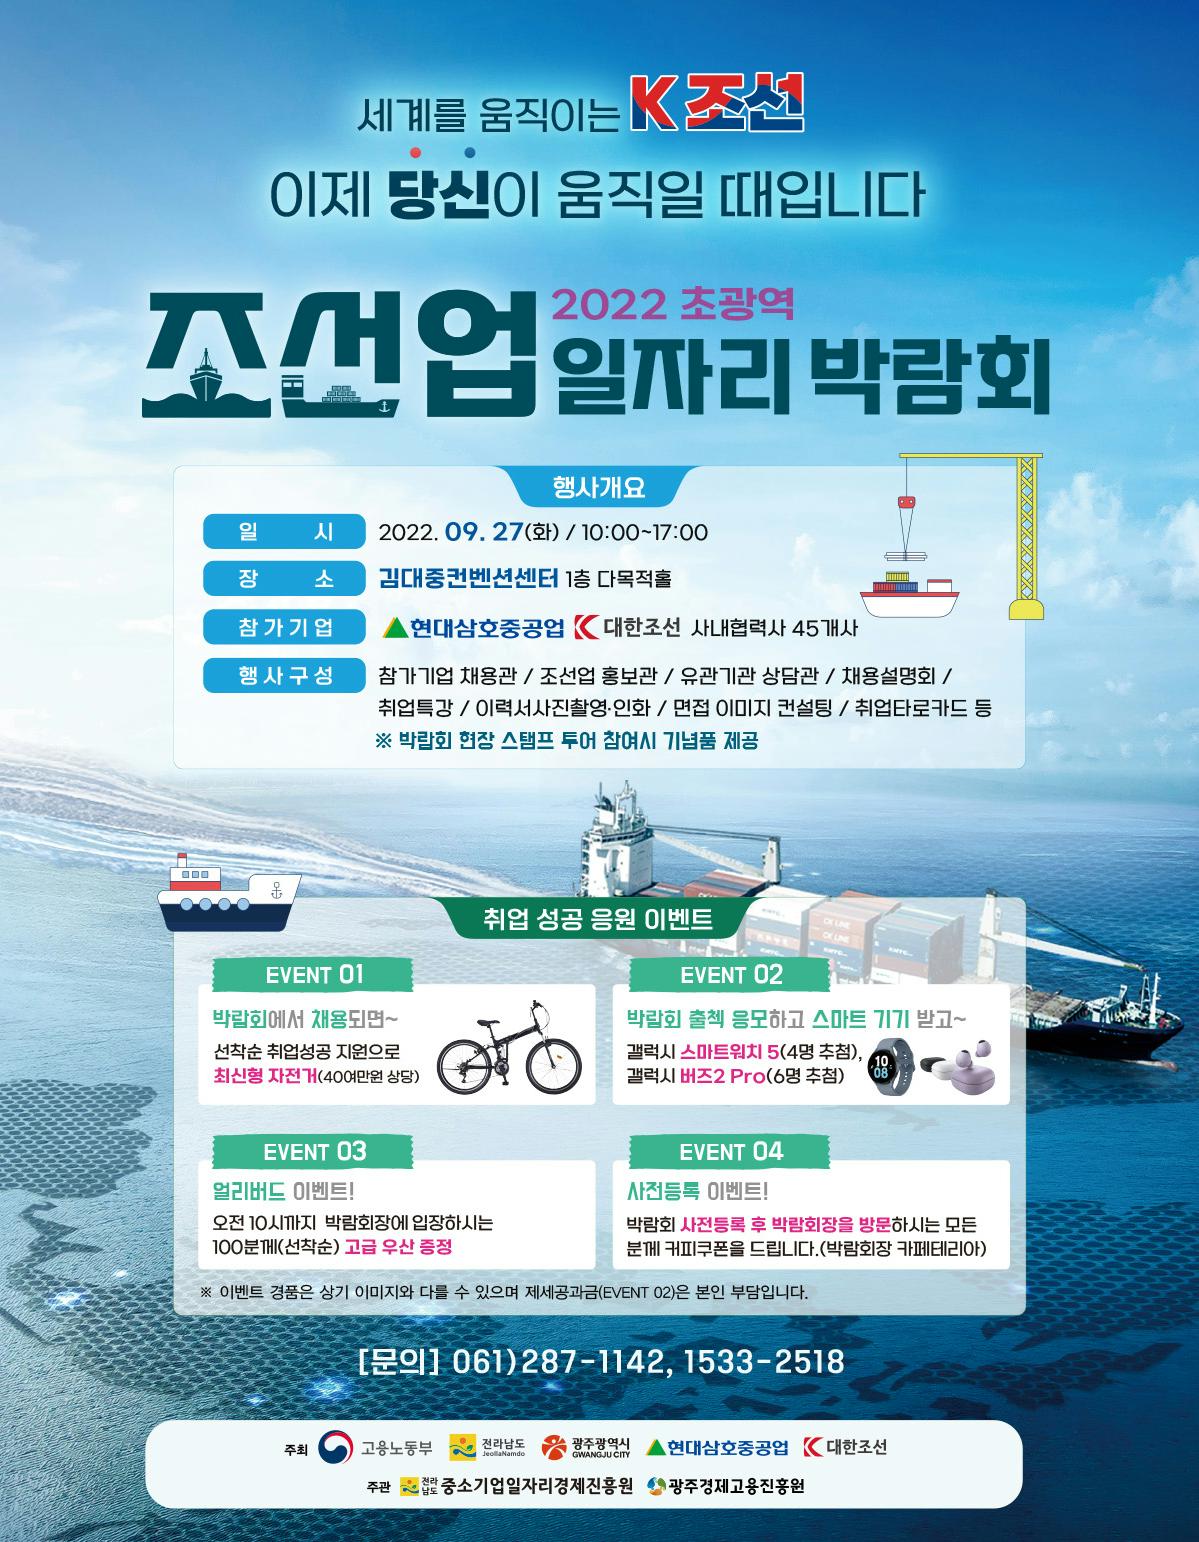 세계를 움직이는 K조선
이제 당신이 움직일 때입니다
조선업 2022 초광역
일자리 박람회
행사개요
일 시 2022. 09. 27(화) / 10:00~17:00
장 소 김대중컨벤션센터 1층 다목적홀
참가기업 현대삼호중공업 대한조선 사내협력사 45개사
행사구성 참가기업 채용관 / 조선업 홍보관 / 유관기관 상담관 / 채용설명회 /
취업특강 / 이력서사진촬영·인화 / 면접 이미지 컨설팅 / 취업타로카드 등
※ 박람회 현장 스탬프 투어 참여시 기념품 제공
취업 성공 응원 이벤트
EVENT 01
박람회에서 채용되면~
선착순 취업성공 지원으로
최신형 자전거(40여만원 상당)
EVENT 02
박람회 출첵 응모하고 스마트 기기 받고~
갤럭시 스마트워치 5(4명 추첨),
갤럭시 버즈2 Pro(6명 추첨)
10
08
EVENT 03
얼리버드 이벤트!
오전 10시까지 박람회장에 입장하시는
100분께(선착순) 고급 우산 증정
EVENT 04
사전등록 이벤트!
박람회 사전등록 후 박람회장을 방문하시는 모든
분께 커피쿠폰을 드립니다.(박람회장 카페테리아)
※ 이벤트 경품은 상기 이미지와 다를 수 있으며 제세공과금(EVENT 02)은 본인 부담입니다.
[문의] 061)287-1142, 1533-2518
주최 고용노동부 전라남도 JeollaNamdo 광주광역시 GWANGJU CITY 현대삼호중공업 대한조선
주관 전라남도 중소기업일자리경제진흥원 광주경제고용진흥원